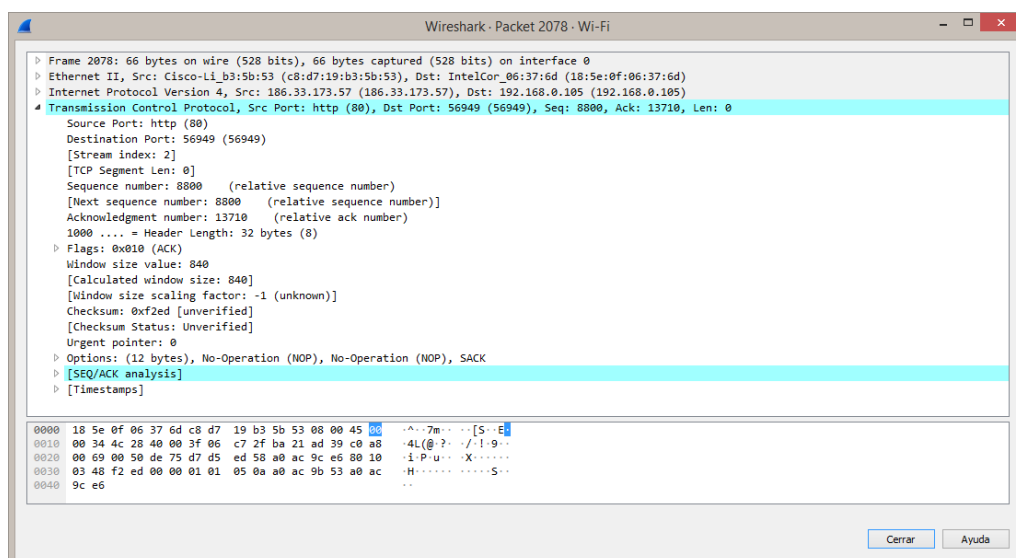 Wireshark · Packet 2078 · Wi-Fi
Frame 2078: 66 bytes on wire (528 bits), 66 bytes captured (528 bits) on interface 0
Ethernet II, Src: Cisco-Li_b3:5b:53 (c8:d7:19:b3:5b:53), Dst: IntelCor_06:37:6d (18:5e:0f:06:37:6d)
Internet Protocol Version 4, Src: 186.33.173.57 (186.33.173.57), Dst: 192.168.0.105 (192.168.0.105)
Transmission Control Protocol, Src Port: http (80), Dst Port: 56949 (56949), Seq: 8800, Ack: 13710, Len: 0
Source Port: http (80)
Destination Port: 56949 (56949)
[Stream index: 2]
[TCP Segment Len: 0]
Sequence number: 8800    (relative sequence number)
[Next sequence number: 8800    (relative sequence number)]
Acknowledgment number: 13710    (relative ack number)
1000 .... = Header Length: 32 bytes (8)
Flags: 0x010 (ACK)
Window size value: 840
[Calculated window size: 840]
[Window size scaling factor: -1 (unknown)]
Checksum: 0xf2ed [unverified]
[Checksum Status: Unverified]
Urgent pointer: 0
Options: (12 bytes), No-Operation (NOP), No-Operation (NOP), SACK
[SEQ/ACK analysis]
[Timestamps]
0000  18 5e 0f 06 37 6d c8 d7  19 b3 5b 53 08 00 45 00   ·^··7m·· ··[S··E·
0010  00 34 4c 28 40 00 3f 06  c7 2f ba 21 ad 39 c0 a8   ·4L(@·?· ·/·!·9··
0020  00 69 00 50 de 75 d7 d5  ed 58 a0 ac 9c e6 80 10   ·i·P·u·· ·X······
0030  03 48 f2 ed 00 00 01 01  05 0a a0 ac 9b 53 a0 ac   ·H······ ·····S··
0040  9c e6                                              ··
Cerrar Ayuda